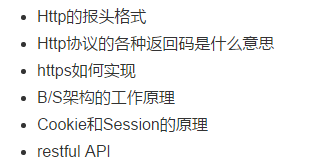 Http的报头格式
Http协议的各种返回码是什么意思
https如何实现
B/S架构的工作原理
Cookie和Session的原理
restful API